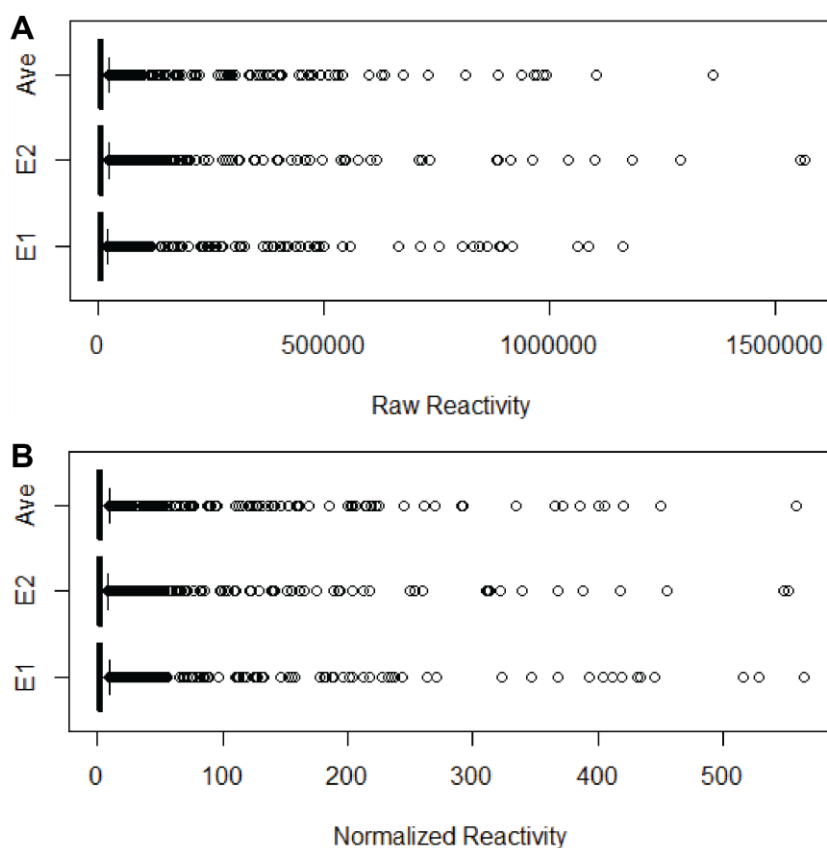 A
Ave
E2
E1
0 500000 1000000 1500000
Raw Reactivity
B
Ave
E2
E1
0 100 200 300 400 500
Normalized Reactivity